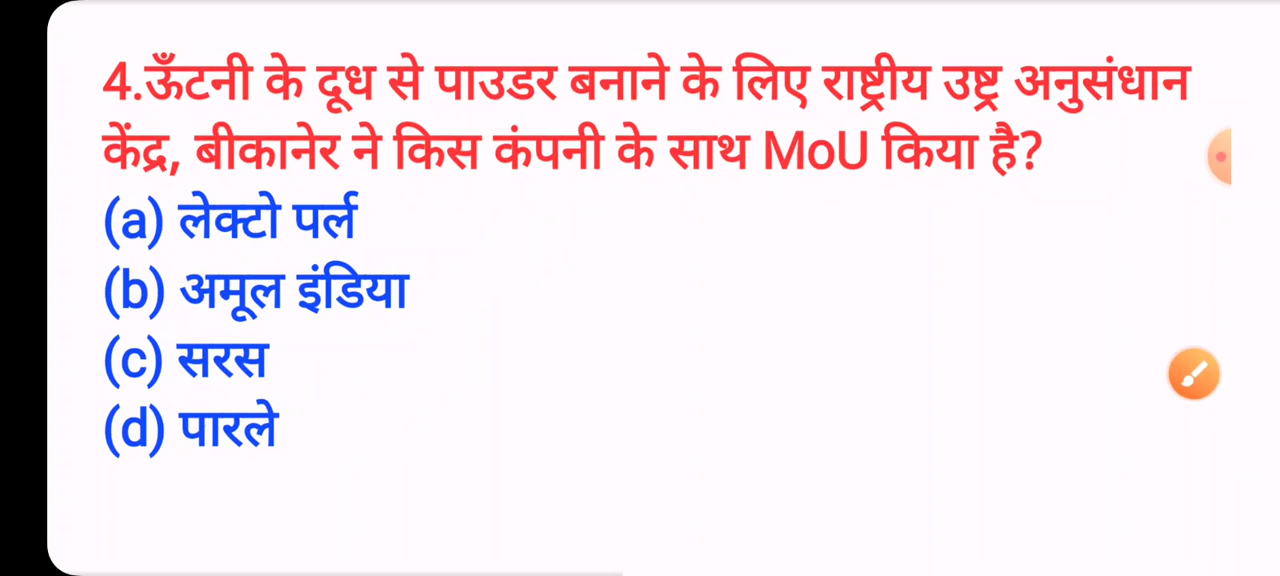 4.ऊँटनी के दूध से पाउडर बनाने के लिए राष्ट्रीय उष्ट्र अनुसंधान
केंद्र, बीकानेर ने किस कंपनी के साथ MoU किया है?
(a) लेक्टो पर्ल
(b) अमूल इंडिया
(c) सरस
(d) पारले